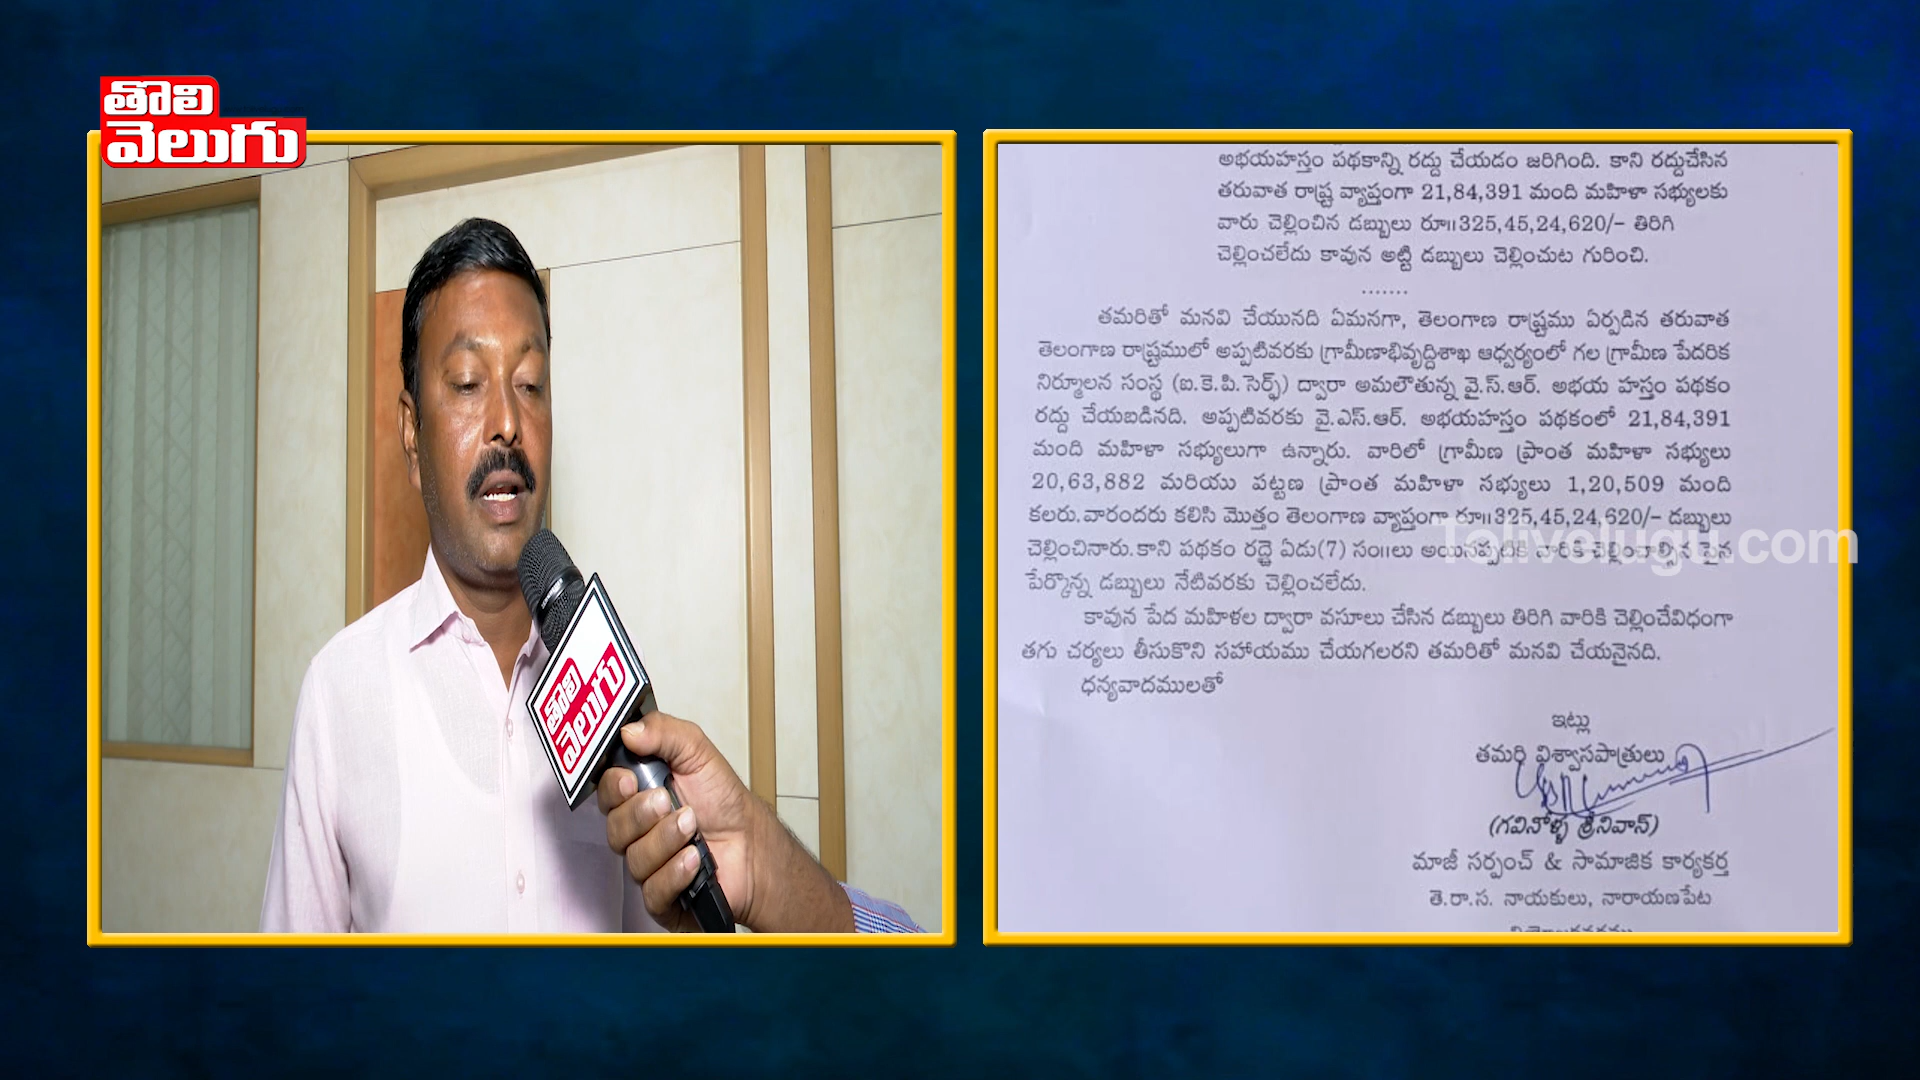 తొలి
వెలుగు
తొలి
వెలుగు
అభయహస్తం పథకాన్ని రద్దు చేయడం జరిగింది. కాని రద్దుచేసిన
తరువాత రాష్ట్ర వ్యాప్తంగా 21,84,391 మంది మహిళా సభ్యులకు
వారు చెల్లించిన డబ్బులు రూ॥325,45,24,620/- తిరిగి
చెల్లించలేదు కావున అట్టి డబ్బులు చెల్లించుట గురించి.
.......
తమరితో మనవి చేయునది ఏమనగా, తెలంగాణ రాష్ట్రము ఏర్పడిన తరువాత
తెలంగాణ రాష్ట్రములో అప్పటివరకు గ్రామీణాభివృద్దిశాఖ ఆధ్వర్యంలో గల గ్రామీణ పేదరిక
నిర్మూలన సంస్థ (ఐ.కె.పి.సెర్ఫ్) ద్వారా అమలౌతున్న వై.స్.ఆర్. అభయ హస్తం పథకం
రద్దు చేయబడినది. అప్పటివరకు వై.ఎస్.ఆర్. అభయహస్తం పథకంలో 21,84,391
మంది మహిళా సభ్యులుగా ఉన్నారు. వారిలో గ్రామీణ ప్రాంత మహిళా సభ్యులు
20,63,882 మరియు పట్టణ ప్రాంత మహిళా సభ్యులు 1,20,509 మంది
కలరు.వారందరు కలిసి మొత్తం తెలంగాణ వ్యాప్తంగా రూ॥325,45,24,620/- డబ్బులు
చెల్లించినారు.కాని పథకం రద్దై ఏడు(7) సం॥లు అయినప్పటికి వారికి చెల్లించాల్సిన పైన
పేర్కొన్న డబ్బులు నేటివరకు చెల్లించలేదు.
కావున పేద మహిళల ద్వారా వసూలు చేసిన డబ్బులు తిరిగి వారికి చెల్లించేవిధంగా
తగు చర్యలు తీసుకొని సహాయము చేయగలరని తమరితో మనవి చేయనైనది.
ధన్యవాదములతో
ఇట్లు
తమరి విశ్వాసపాత్రులు
(గవినోళ్ళ శ్రీనివాస్)
మాజీ సర్పంచ్ & సామాజిక కార్యకర్త
తె.రా.స. నాయకులు, నారాయణపేట
Tolivelugu.com